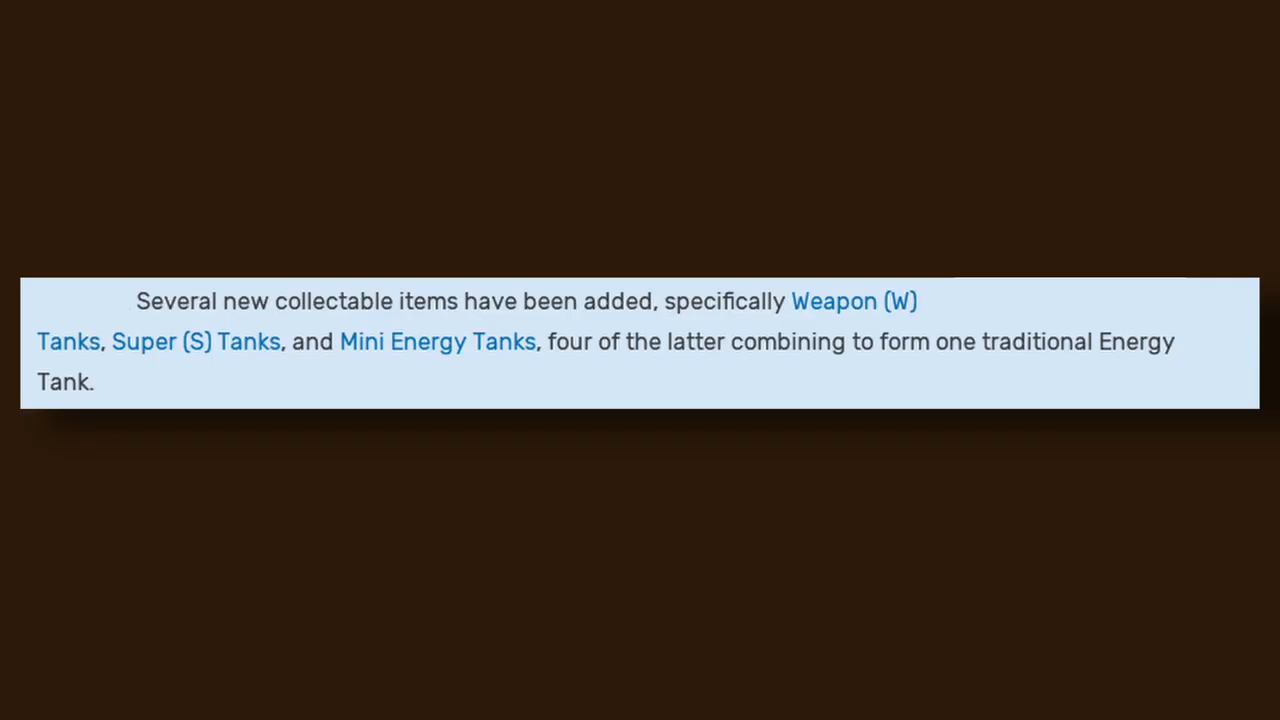 Several new collectable items have been added, specifically Weapon (W)
Tanks, Super (S) Tanks, and Mini Energy Tanks, four of the latter combining to form one traditional Energy
Tank.